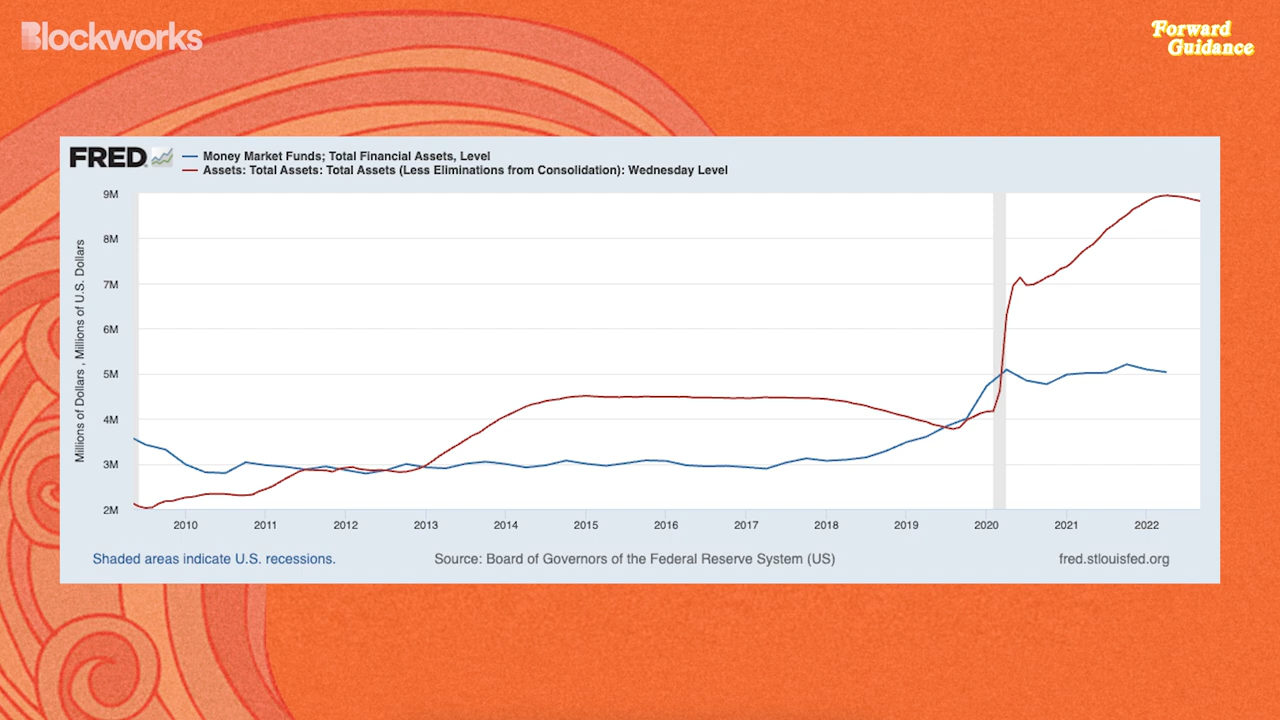 Blockworks
Forward
Guidance
FRED
Money Market Funds; Total Financial Assets, Level
Assets: Total Assets: Total Assets (Less Eliminations from Consolidation): Wednesday Level
Millions of Dollars , Millions of U.S. Dollars
9M
8M
7M
6M
5M
4M
3M
2M
2010 2011 2012 2013 2014 2015 2016 2017 2018 2019 2020 2021 2022
Shaded areas indicate U.S. recessions. Source: Board of Governors of the Federal Reserve System (US) fred.stlouisfed.org